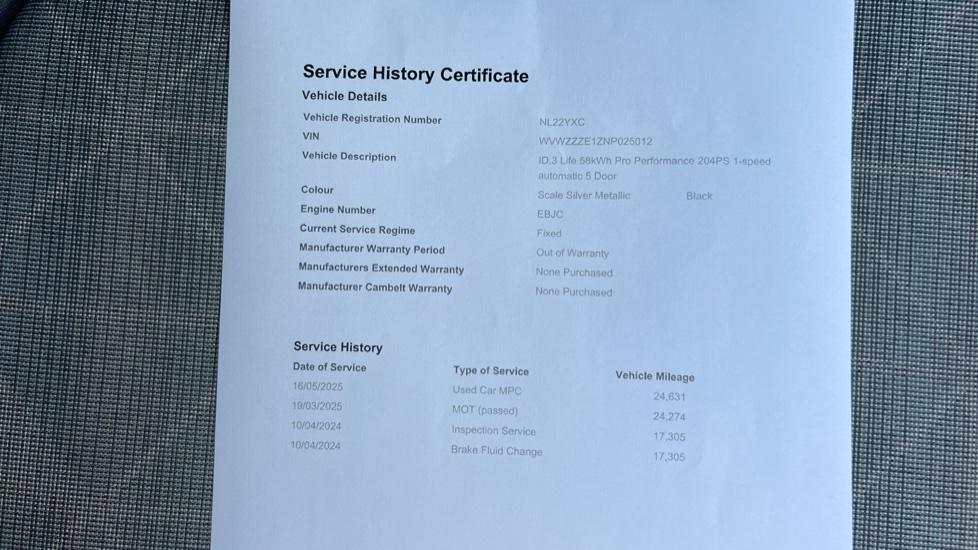 Service History Certificate
Vehicle Details
Vehicle Registration Number NL22YXC
VIN WVWZZZE1ZNP025012
Vehicle Description ID.3 Life 58kWh Pro Performance 204PS 1-speed
automatic 5 Door
Colour Scale Silver Metallic Black
Engine Number EBJC
Current Service Regime Fixed
Manufacturer Warranty Period Out of Warranty
Manufacturers Extended Warranty None Purchased
Manufacturer Cambelt Warranty None Purchased
Service History
Date of Service Type of Service Vehicle Mileage
16/05/2025 Used Car MPC 24,631
19/03/2025 MOT (passed) 24,274
10/04/2024 Inspection Service 17,305
10/04/2024 Brake Fluid Change 17,305